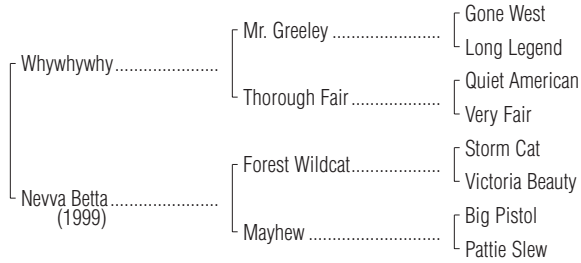 Gone West
Mr. Greeley ....................
Long Legend
Whywhywhy...................
Quiet American
Thorough Fair................
Very Fair
Storm Cat
Forest Wildcat................
Victoria Beauty
Nevva Betta....................
(1999)
Big Pistol
Mayhew ........................
Pattie Slew